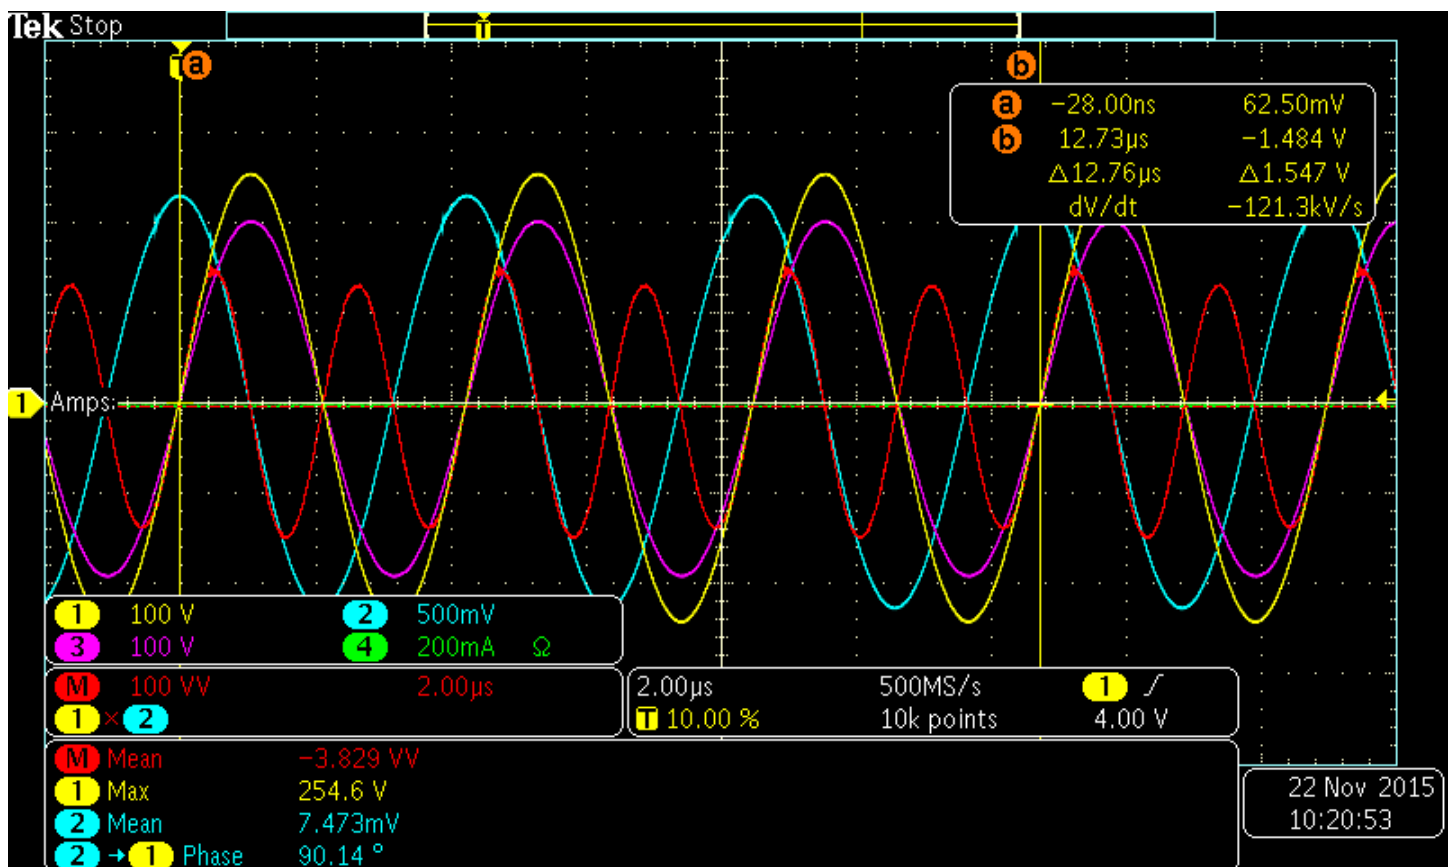 Tek Stop
T
T a b
a −28.00ns 62.50mV
b 12.73µs −1.484 V
△12.76µs △1.547 V
dV/dt −121.3kV/s
1 Amps:
1 100 V 2 500mV
3 100 V 4 200mA Ω
M 100 VV 2.00µs
1 × 2
2.00µs 500MS/s 1 ∫
T 10.00 % 10k points 4.00 V
M Mean −3.829 VV
1 Max 254.6 V
2 Mean 7.473mV
2 →1 Phase 90.14 °
22 Nov 2015
10:20:53